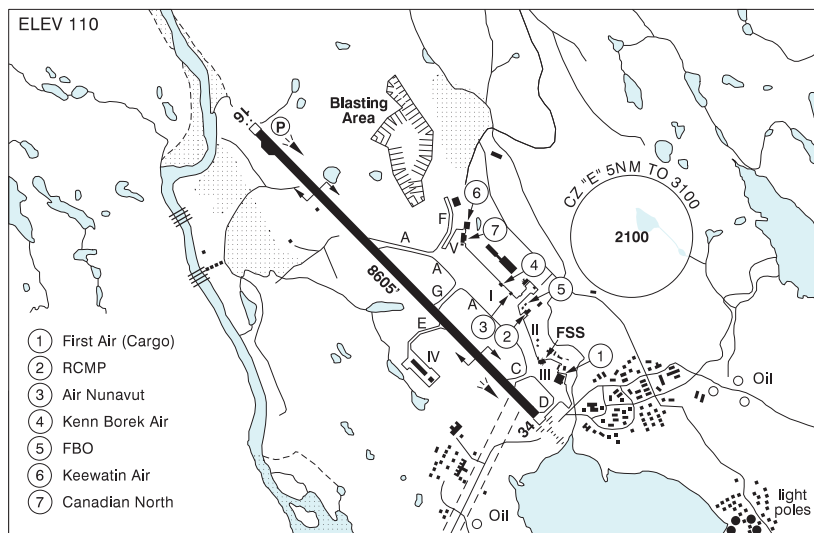 ELEV 110
16
P
Blasting
Area
CZ "E" 5NM TO 3100
2100
6
F
7
V
A
8605'
A
4
G
A
I
5
E
3
2
II
FSS
1
IV
III
C
D
34
Oil
Oil
light
poles
1 First Air (Cargo)
2 RCMP
3 Air Nunavut
4 Kenn Borek Air
5 FBO
6 Keewatin Air
7 Canadian North